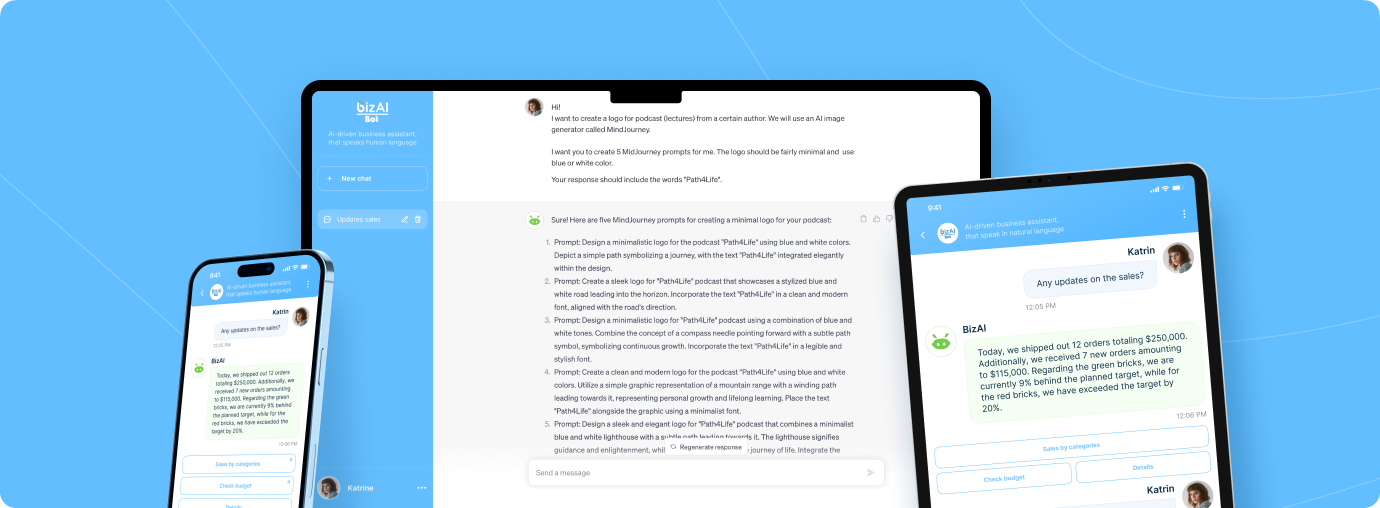 bizAI
Bot
AI-driven business assistant,
that speaks human language
+ New chat
Updates sales
Katrine
Hi!
I want to create a logo for podcast (lectures) from a certain author. We will use an AI image
generator called MindJourney.
I want you to create 5 MidJourney prompts for me. The logo should be fairly minimal and use
blue or white color.
Your response should include the words "Path4Life".
Sure! Here are five MindJourney prompts for creating a minimal logo for your podcast:
1. Prompt: Design a minimalistic logo for the podcast "Path4Life" using blue and white colors.
Depict a simple path symbolizing a journey, with the text "Path4Life" integrated elegantly
within the design.
2. Prompt: Create a sleek logo for "Path4Life" podcast that showcases a stylized blue and
white road leading into the horizon. Incorporate the text "Path4Life" in a clean and modern
font, aligned with the road's direction.
3. Prompt: Design a minimalistic logo for "Path4Life" podcast using a combination of blue and
white tones. Combine the concept of a compass needle pointing forward with a subtle path
symbol, symbolizing continuous growth. Incorporate the text "Path4Life" in a legible and
stylish font.
4. Prompt: Create a clean and modern logo for the podcast "Path4Life" using blue and white
colors. Utilize a simple graphic representation of a mountain range with a winding path
leading towards it, representing personal growth and lifelong learning. Place the text
"Path4Life" alongside the graphic using a minimalist font.
5. Prompt: Design a sleek and elegant logo for "Path4Life" podcast that combines a minimalist
blue and white lighthouse with a subtle path leading towards it. The lighthouse signifies
guidance and enlightenment, journey of life. Integrate the
Regenerate response
Send a message
9:41
bizAI
Bot
AI-driven business assistant,
that speaks human language
Katrin
Any updates on the sales?
12:05 PM
BizAI
Today, we shipped out 12 orders
totaling $250,000. Additionally, we
received 7 new orders amounting
to $115,000. Regarding the green
bricks, we are currently 9% behind
the planned target, while for the
red bricks, we have exceeded the
target by 20%.
12:06 PM
Sales by categories
Check budget
Details
9:41
bizAI
Bot
AI-driven business assistant,
that speak in natural language
Katrin
Any updates on the sales?
12:05 PM
BizAI
Today, we shipped out 12 orders totaling $250,000.
Additionally, we received 7 new orders amounting
to $115,000. Regarding the green bricks, we are
currently 9% behind the planned target, while for
the red bricks, we have exceeded the target by
20%.
12:06 PM
Sales by categories
Check budget
Details
Katrin